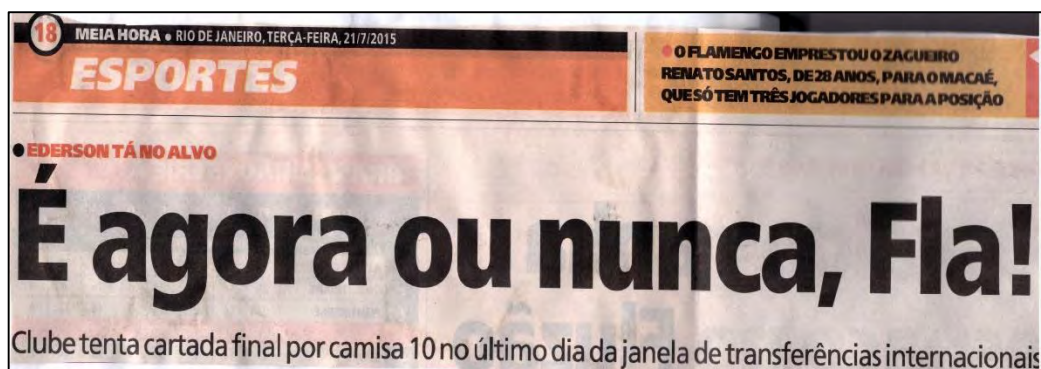 18 MEIA HORA • RIO DE JANEIRO, TERÇA-FEIRA, 21/7/2015
ESPORTES
• O FLAMENGO EMPRESTOU O ZAGUEIRO
RENATO SANTOS, DE 28 ANOS, PARA O MACAÉ,
QUE SÓ TEM TRÊS JOGADORES PARA A POSIÇÃO
• EDERSON TÁ NO ALVO
É agora ou nunca, Fla!
Clube tenta cartada final por camisa 10 no último dia da janela de transferências internacionais